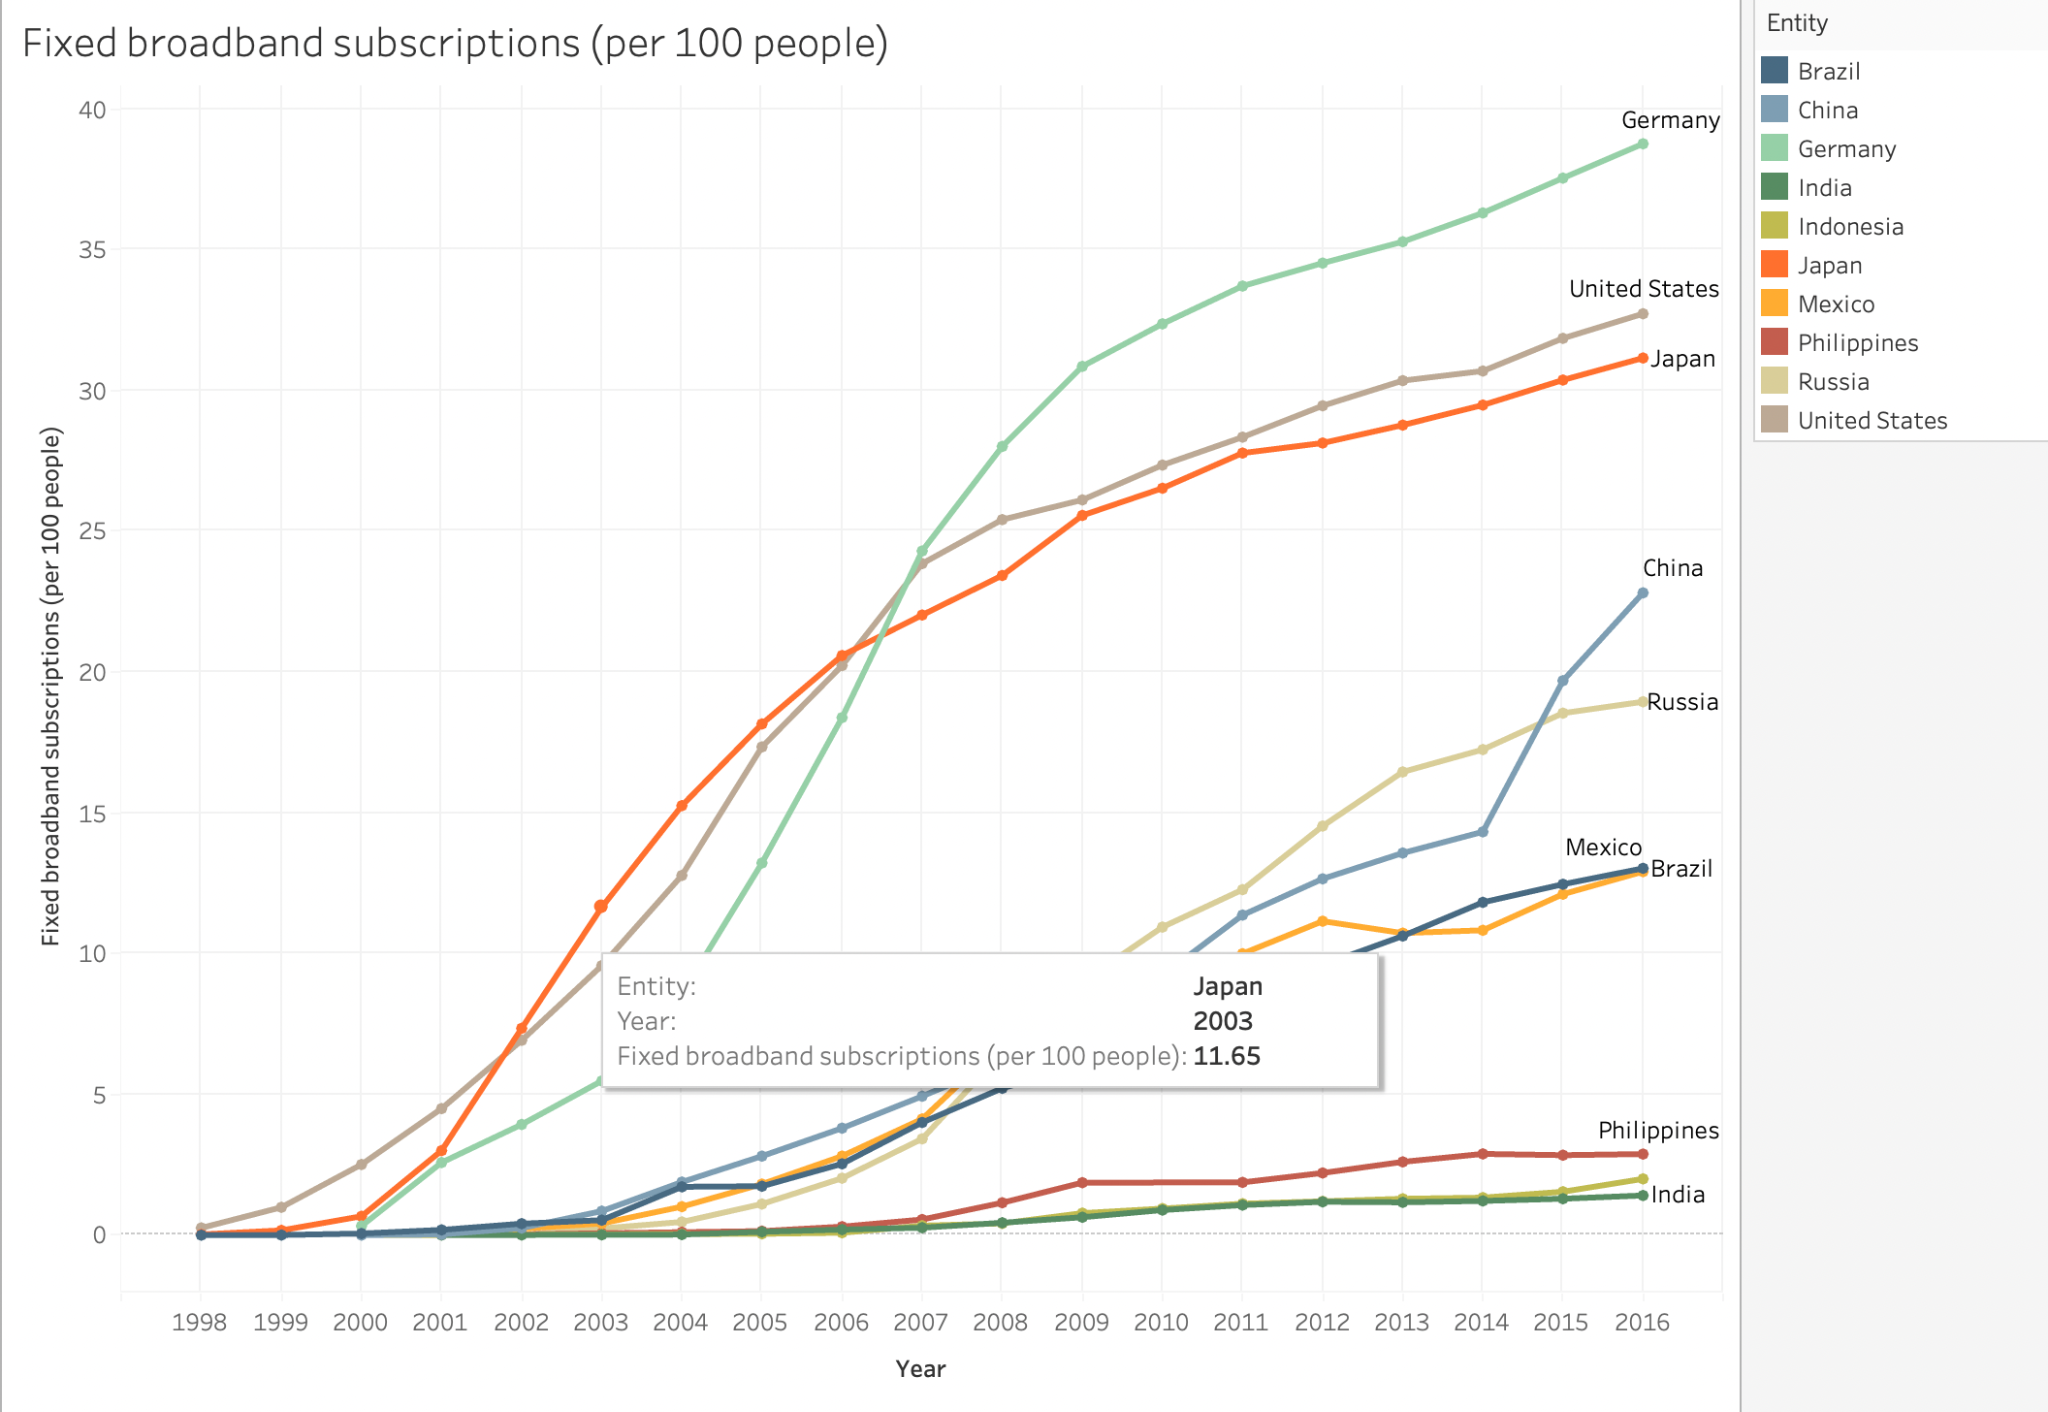 Fixed broadband subscriptions (per 100 people)
Entity
Brazil
China
Germany
India
Indonesia
Japan
Mexico
Philippines
Russia
United States
Fixed broadband subscriptions (per 100 people)
40
35
30
25
20
15
10
5
0
Germany
United States
Japan
China
Russia
Mexico
Brazil
Philippines
India
Entity: Japan
Year: 2003
Fixed broadband subscriptions (per 100 people): 11.65
1998 1999 2000 2001 2002 2003 2004 2005 2006 2007 2008 2009 2010 2011 2012 2013 2014 2015 2016
Year